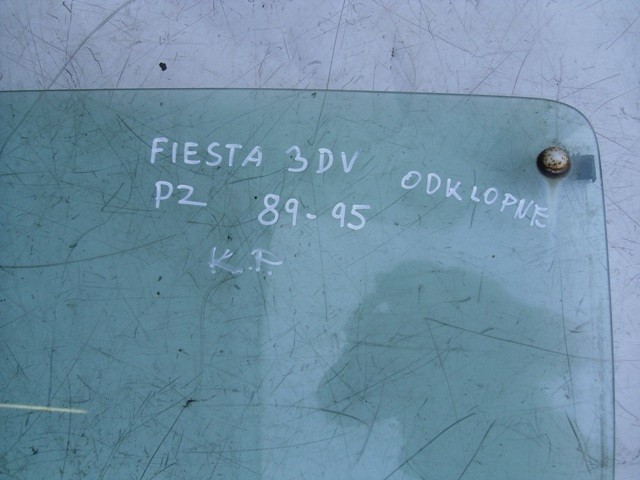 FIESTA 3DV ODKLOPNE
PZ 89-95
K.F.